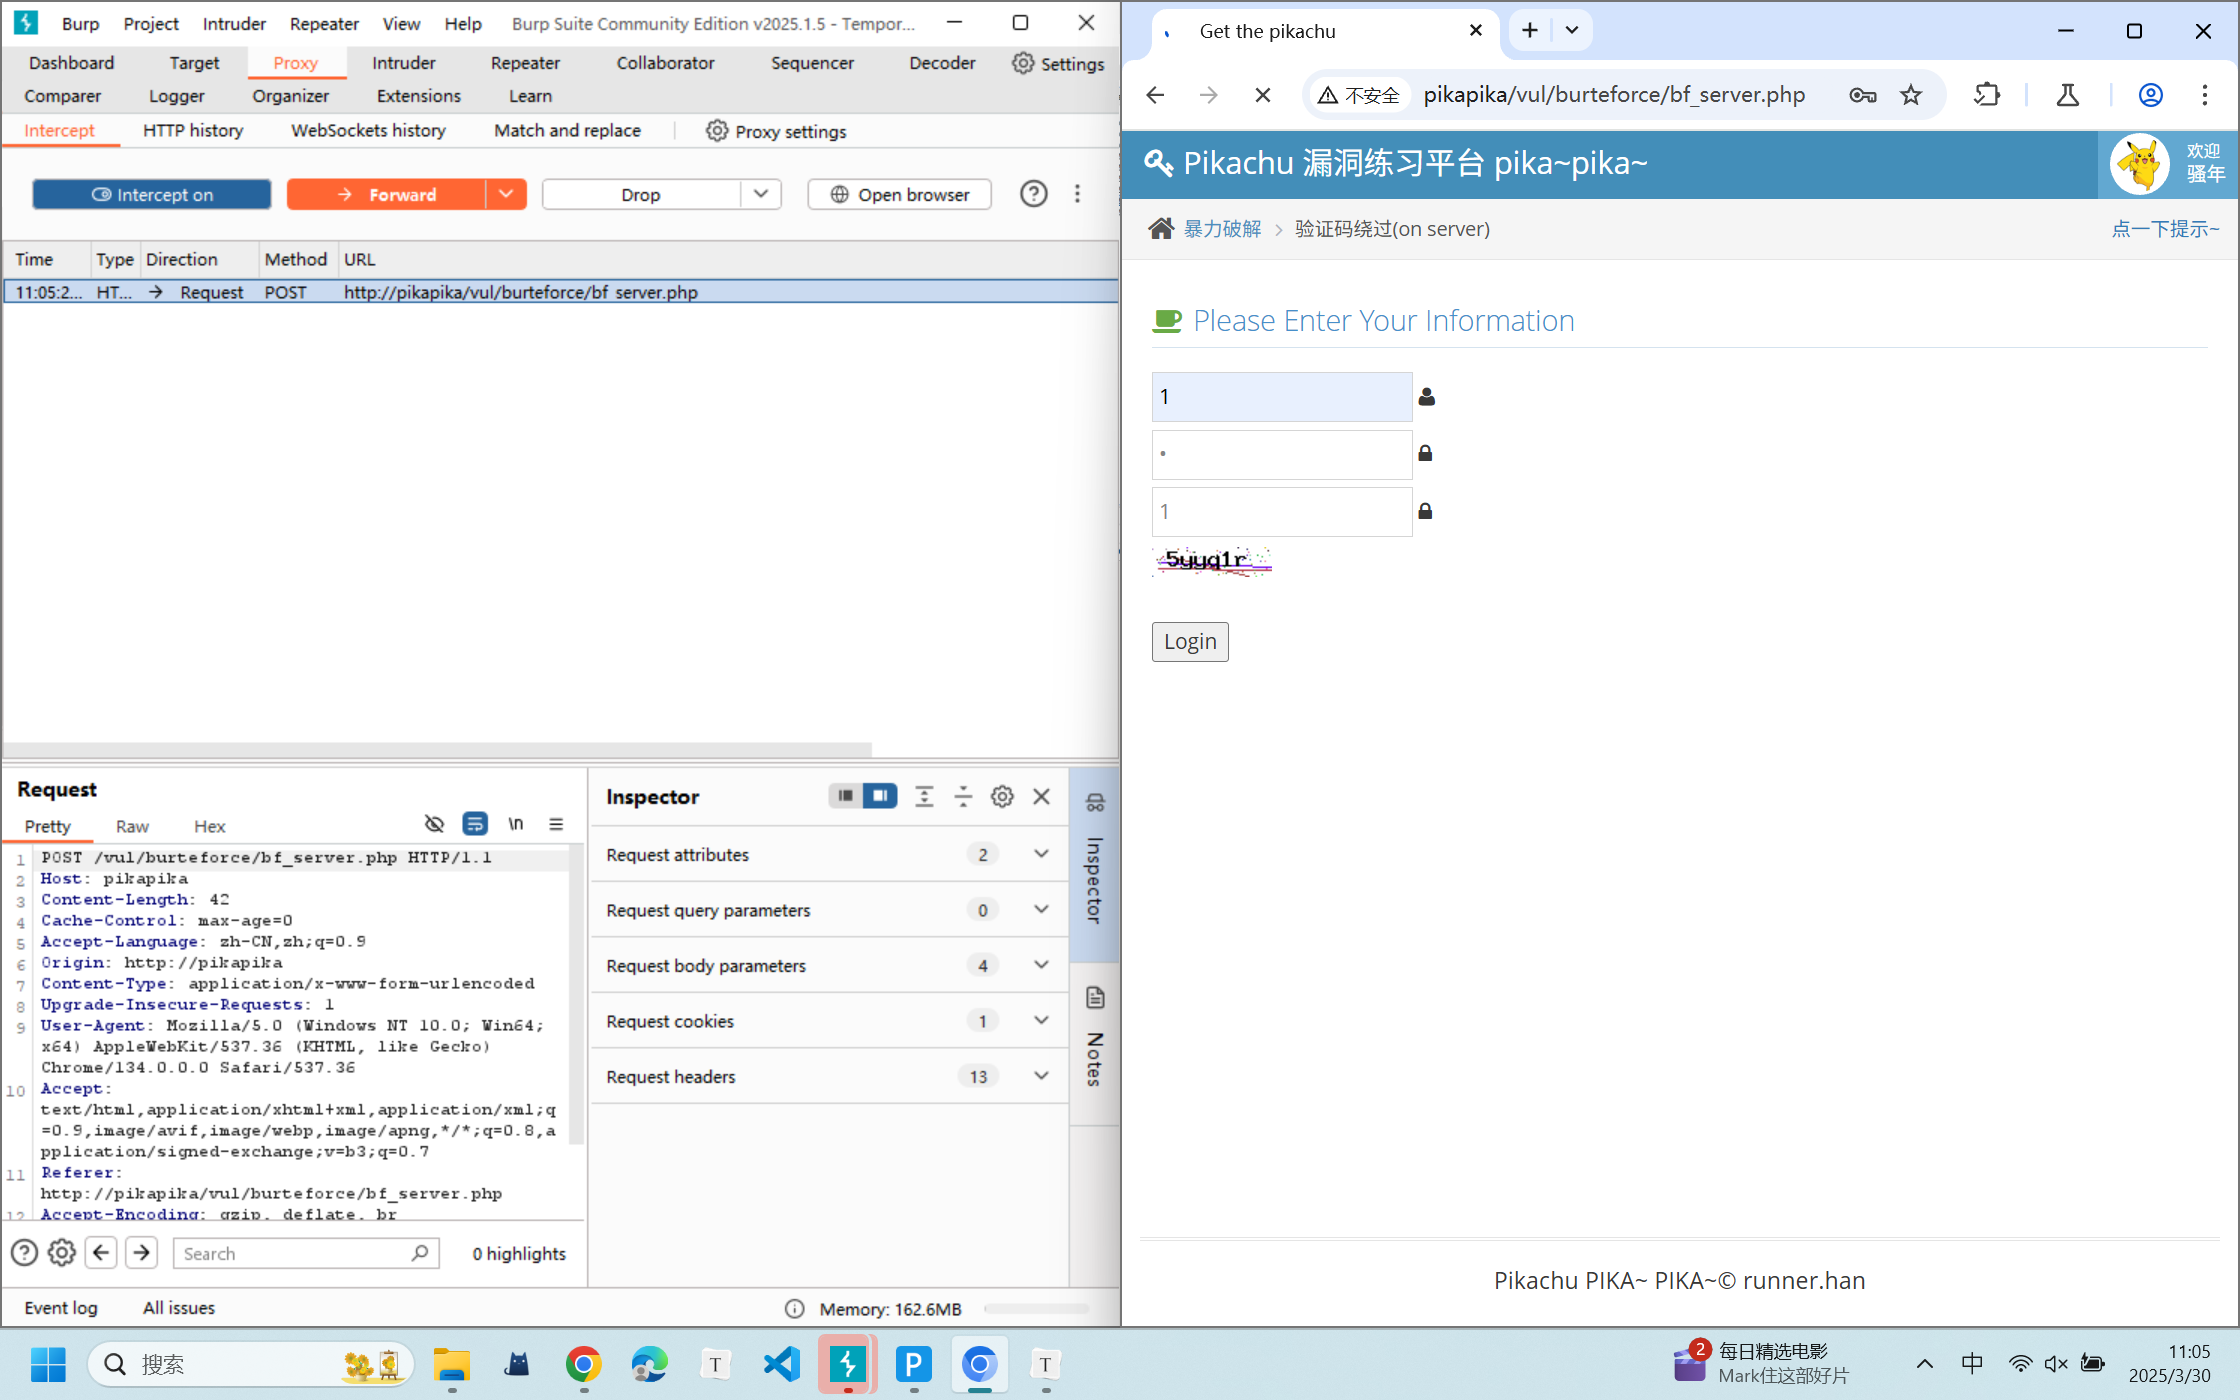 Burp Project Intruder Repeater View Help Burp Suite Community Edition v2025.1.5 - Tempor...
Dashboard Target Proxy Intruder Repeater Collaborator Sequencer Decoder Settings
Comparer Logger Organizer Extensions Learn
Intercept HTTP history WebSockets history Match and replace Proxy settings
Intercept on Forward Drop Open browser
Time Type Direction Method URL
11:05:2... HT... → Request POST http://pikapika/vul/burteforce/bf_server.php
Request
Pretty Raw Hex \n
1 POST /vul/burteforce/bf_server.php HTTP/1.1
2 Host: pikapika
3 Content-Length: 42
4 Cache-Control: max-age=0
5 Accept-Language: zh-CN,zh;q=0.9
6 Origin: http://pikapika
7 Content-Type: application/x-www-form-urlencoded
8 Upgrade-Insecure-Requests: 1
9 User-Agent: Mozilla/5.0 (Windows NT 10.0; Win64;
x64) AppleWebKit/537.36 (KHTML, like Gecko)
Chrome/134.0.0.0 Safari/537.36
10 Accept:
text/html,application/xhtml+xml,application/xml;q
=0.9,image/avif,image/webp,image/apng,*/*;q=0.8,a
pplication/signed-exchange;v=b3;q=0.7
11 Referer:
http://pikapika/vul/burteforce/bf_server.php
12 Accept-Encoding: gzip, deflate, br
Search 0 highlights
Inspector
Request attributes 2
Request query parameters 0
Request body parameters 4
Request cookies 1
Request headers 13
Inspector
Notes
Event log All issues Memory: 162.6MB
Get the pikachu
不安全 pikapika/vul/burteforce/bf_server.php
Pikachu 漏洞练习平台 pika~pika~
欢迎
骚年
暴力破解 > 验证码绕过(on server) 点一下提示~
Please Enter Your Information
1
•
1
5yyq1r
Login
Pikachu PIKA~ PIKA~© runner.han
搜索
T
P
T
2
每日精选电影
Mark住这部好片
中
11:05
2025/3/30